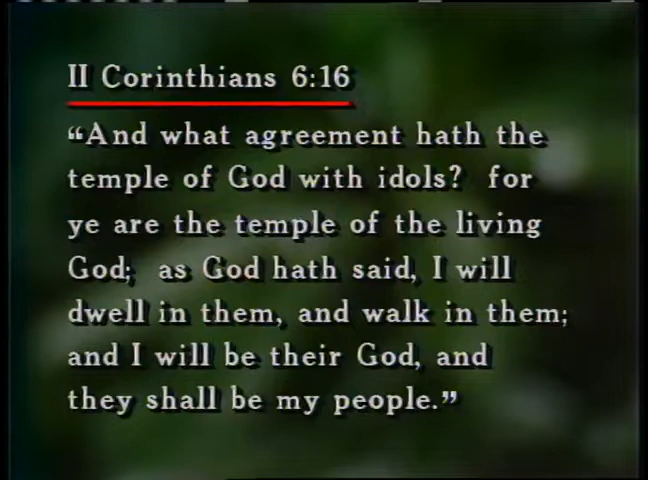 II Corinthians 6:16
“And what agreement hath the
temple of God with idols? for
ye are the temple of the living
God; as God hath said, I will
dwell in them, and walk in them;
and I will be their God, and
they shall be my people.”